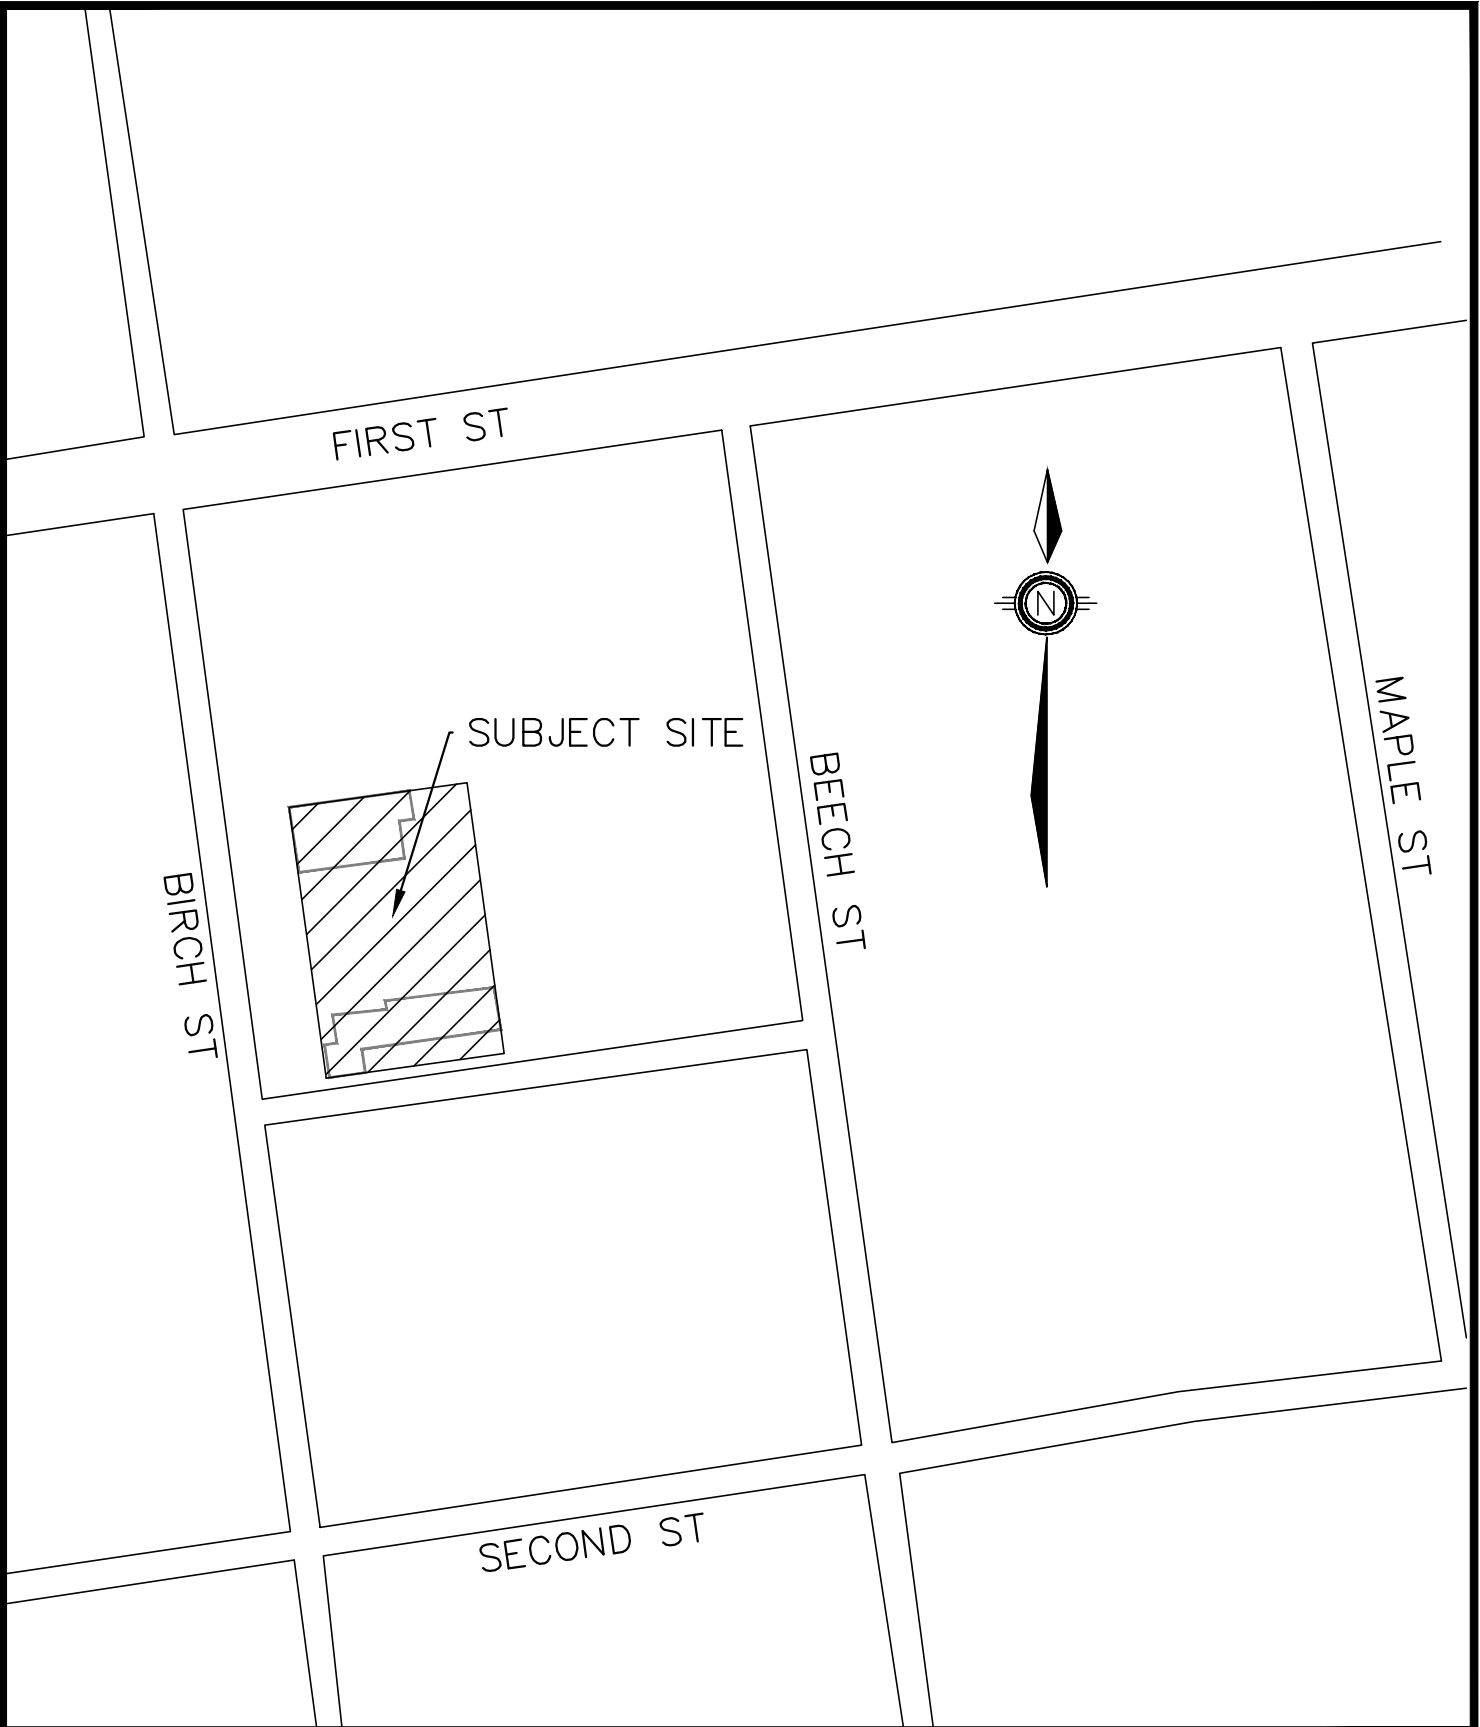 FIRST ST
N
SUBJECT SITE
MAPLE ST
BEECH ST
BIRCH ST
SECOND ST